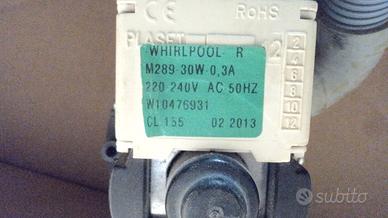 CE RoHS
PLASET 12
WHIRLPOOL R
M289 30W 0,3A
220 240V AC 50HZ
W10476931
CL 155 02 2013
2
4
6
8
10
12
subito